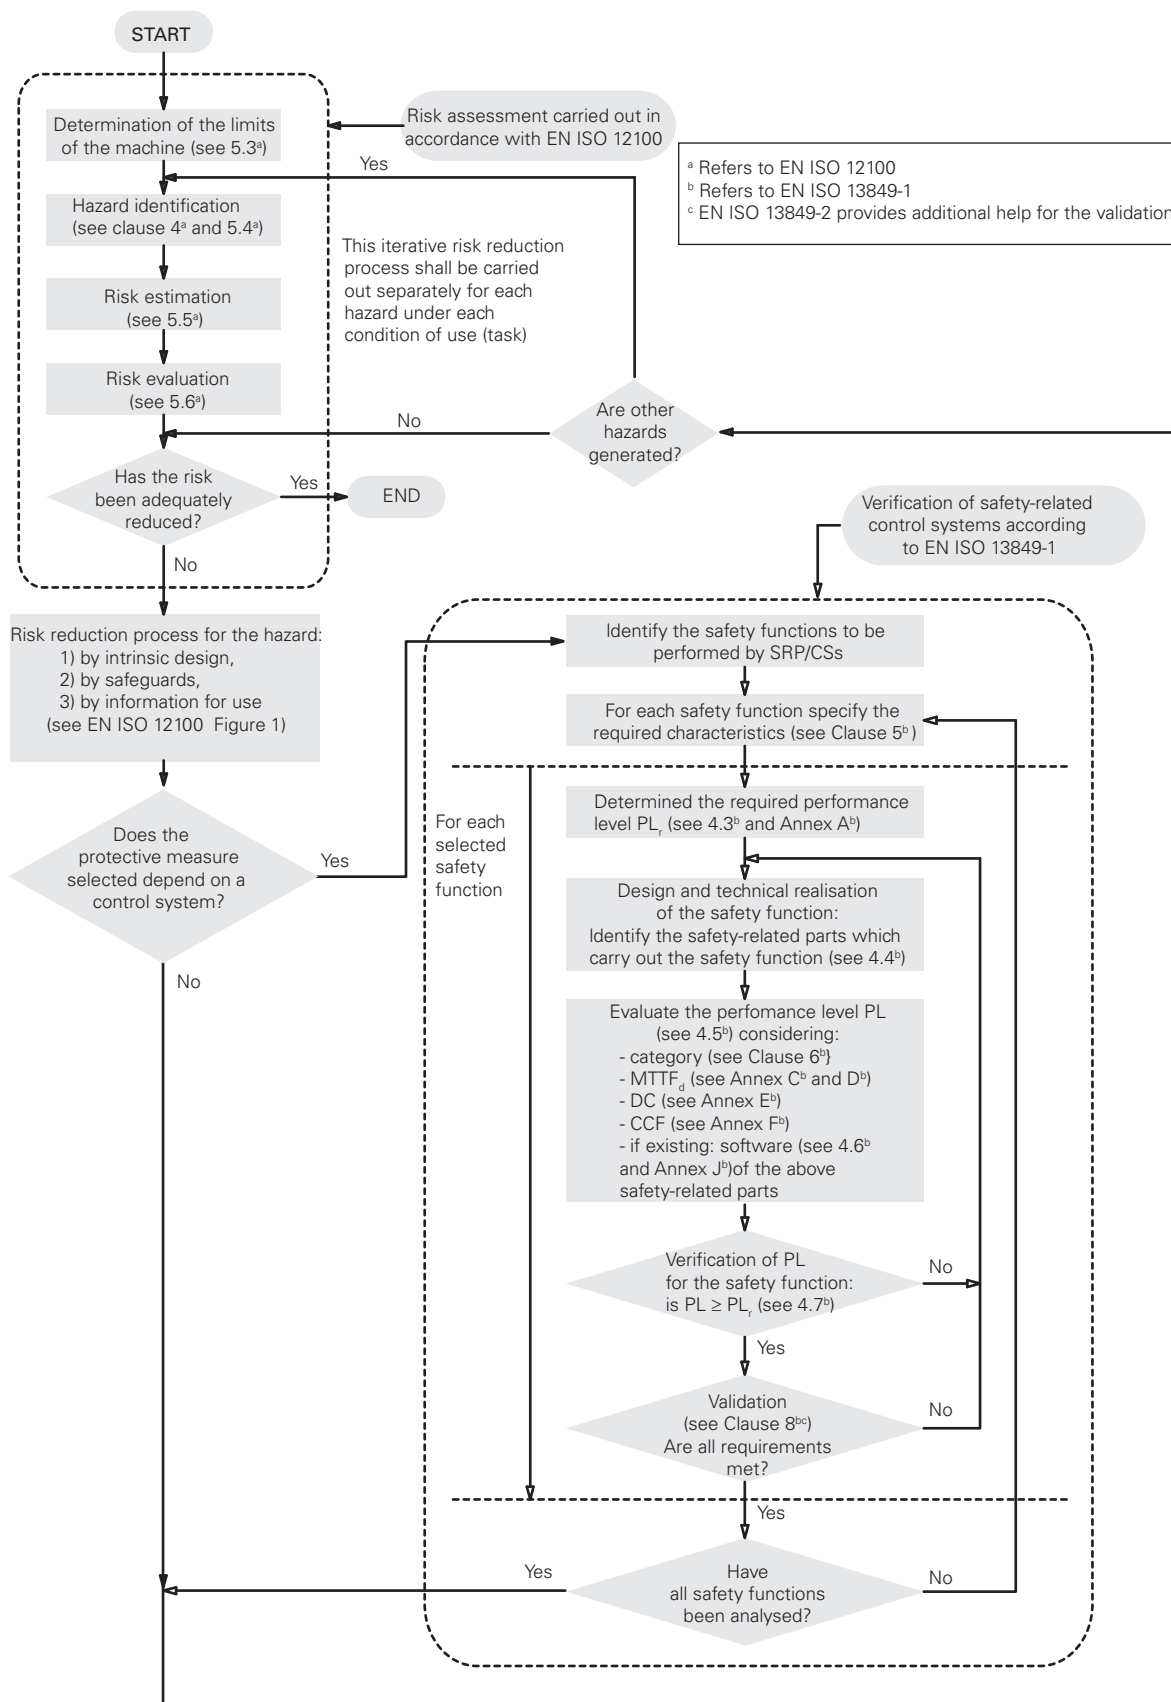 START
Determination of the limits
of the machine (see 5.3ᵃ)
Risk assessment carried out in
accordance with EN ISO 12100
Yes
ᵃ Refers to EN ISO 12100
ᵇ Refers to EN ISO 13849-1
ᶜ EN ISO 13849-2 provides additional help for the validation
Hazard identification
(see clause 4ᵃ and 5.4ᵃ)
This iterative risk reduction
process shall be carried
out separately for each
hazard under each
condition of use (task)
Risk estimation
(see 5.5ᵃ)
Risk evaluation
(see 5.6ᵃ)
No
Are other
hazards
generated?
Has the risk
been adequately
reduced?
Yes
END
No
Verification of safety-related
control systems according
to EN ISO 13849-1
Risk reduction process for the hazard:
1) by intrinsic design,
2) by safeguards,
3) by information for use
(see EN ISO 12100 Figure 1)
Identify the safety functions to be
performed by SRP/CSs
For each safety function specify the
required characteristics (see Clause 5ᵇ)
Does the
protective measure
selected depend on a
control system?
Yes
No
For each
selected
safety
function
Determined the required performance
level PLᵣ (see 4.3ᵇ and Annex Aᵇ)
Design and technical realisation
of the safety function:
Identify the safety-related parts which
carry out the safety function (see 4.4ᵇ)
Evaluate the perfomance level PL
(see 4.5ᵇ) considering:
- category (see Clause 6ᵇ}
- MTTFd (see Annex Cᵇ and Dᵇ)
- DC (see Annex Eᵇ)
- CCF (see Annex Fᵇ)
- if existing: software (see 4.6ᵇ
and Annex Jᵇ)of the above
safety-related parts
Verification of PL
for the safety function:
is PL ≥ PLᵣ (see 4.7ᵇ)
No
Yes
Validation
(see Clause 8ᵇᶜ)
Are all requirements
met?
No
Yes
Have
all safety functions
been analysed?
Yes
No